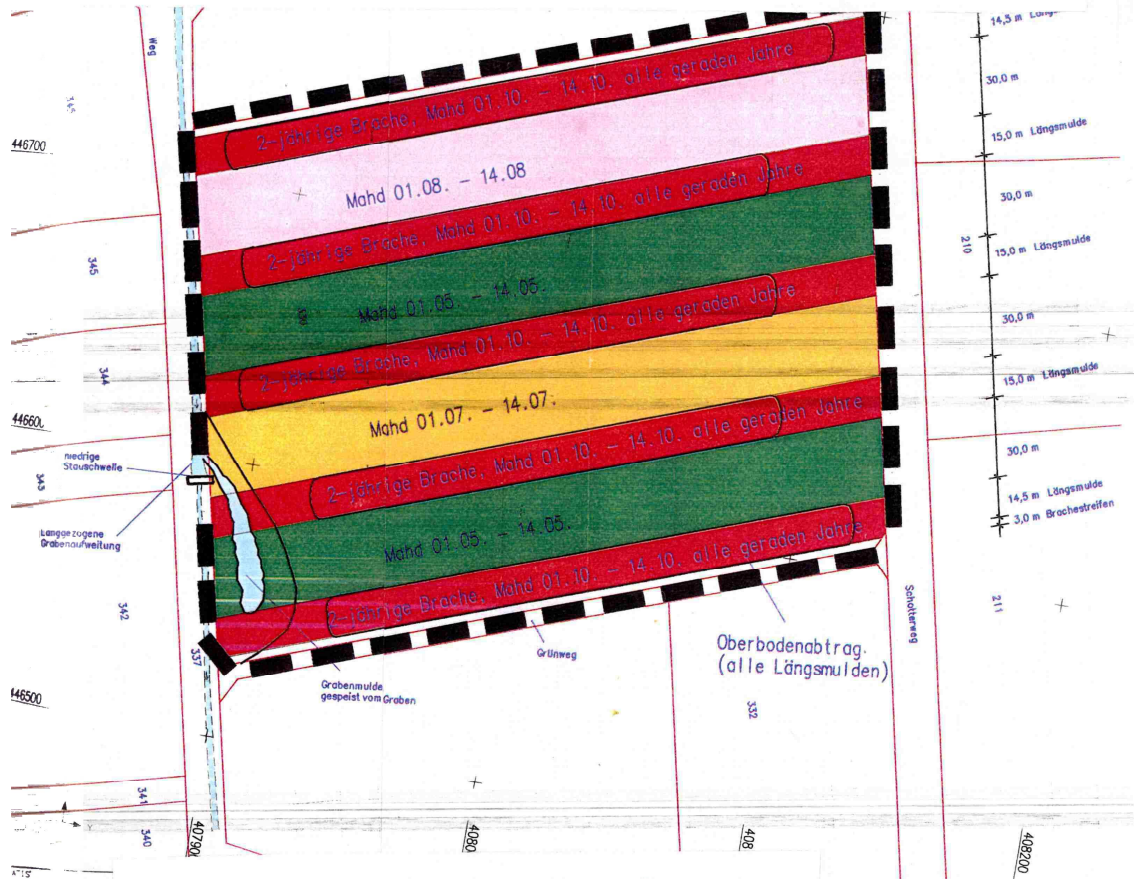 Weg
14,5 m
30,0 m
15,0 m Längsmulde
30,0 m
15,0 m Längsmulde
30,0 m
15,0 m Längsmulde
30,0 m
14,5 m Längsmulde
3,0 m Brachestreifen
210
211
446700
2-jährige Brache, Mahd 01.10. - 14.10. alle geraden Jahre
Mahd 01.08. - 14.08
2-jährige Brache, Mahd 01.10. - 14.10. alle geraden Jahre
345
Mahd 01.05. - 14.05.
2-jährige Brache, Mahd 01.10. - 14.10. alle geraden Jahre
344
Mahd 01.07. - 14.07.
niedrige
Stauschwelle
343
2-jährige Brache, Mahd 01.10. - 14.10. alle geraden Jahre
Langgezogene
Grabenaufweitung
Mahd 01.05. - 14.05.
2-jährige Brache, Mahd 01.10. - 14.10. alle geraden Jahre
342
337
Grünweg
Schotterweg
Oberbodenabtrag.
(alle Längsmulden)
Grabenmulde
gespeist vom Graben
332
446500
341
340
40790
4080
408
408200